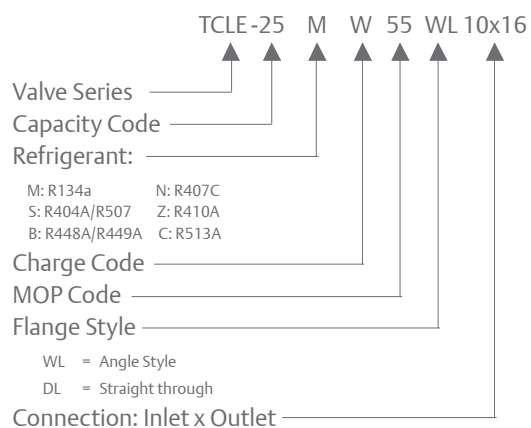 TCLE-25 M W 55 WL 10x16
Valve Series
Capacity Code
Refrigerant:
M: R134a N: R407C
S: R404A/R507 Z: R410A
B: R448A/R449A C: R513A
Charge Code
MOP Code
Flange Style
WL = Angle Style
DL = Straight through
Connection: Inlet x Outlet